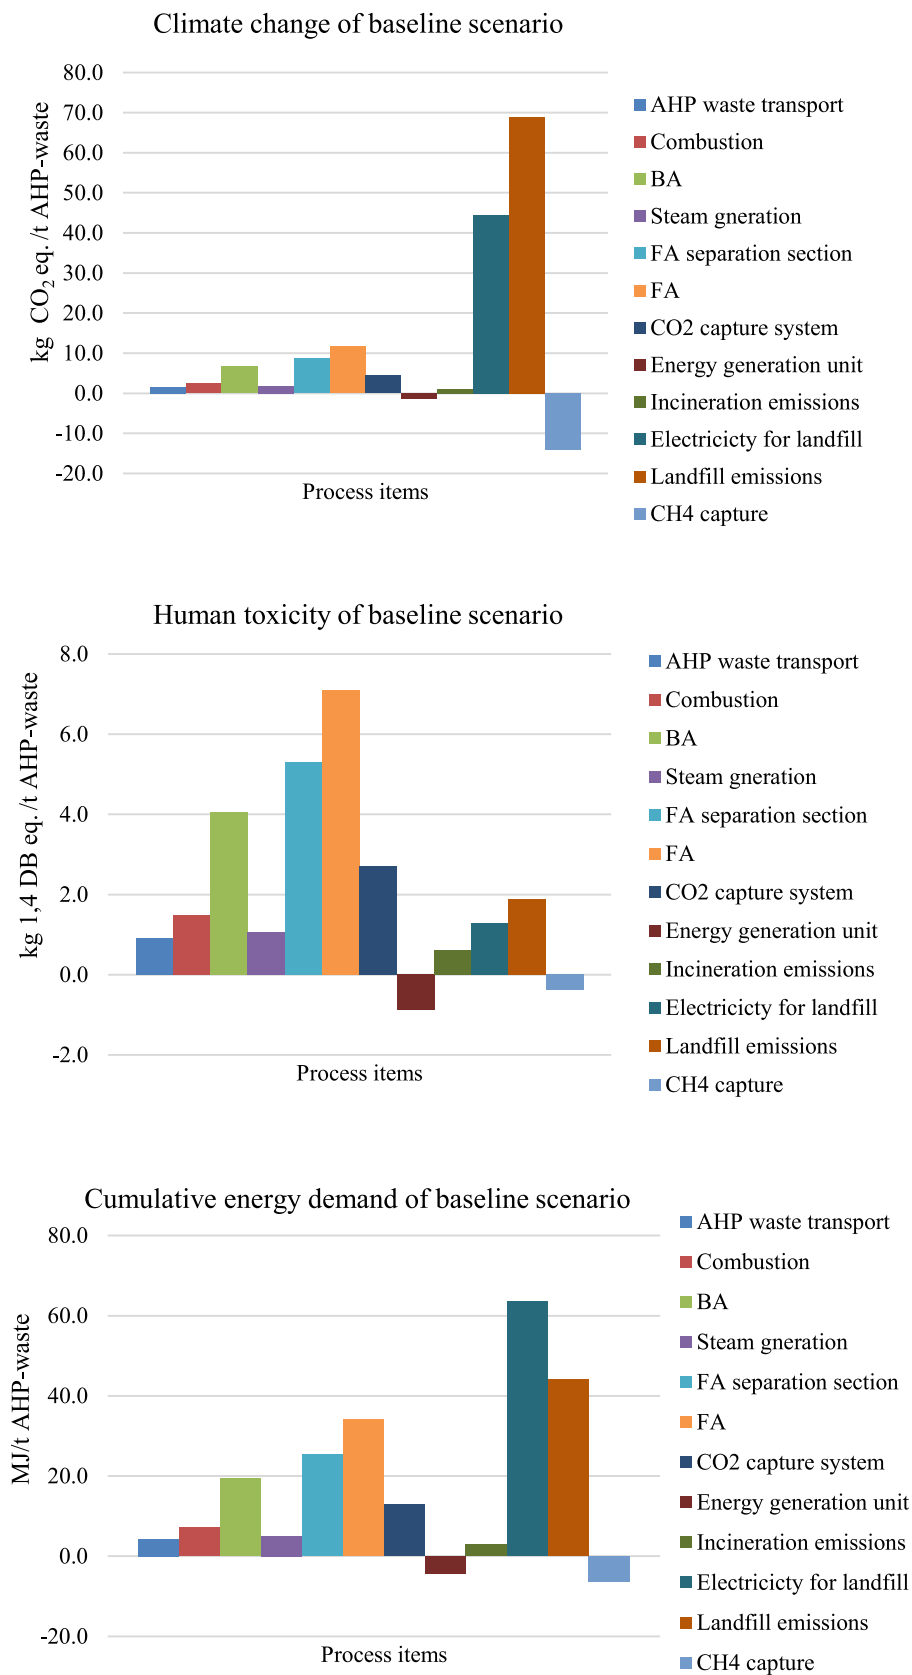 Climate change of baseline scenario
80.0
70.0
60.0
50.0
40.0
30.0
20.0
10.0
0.0
-10.0
-20.0
kg CO₂ eq. /t AHP-waste
Process items
AHP waste transport
Combustion
BA
Steam gneration
FA separation section
FA
CO2 capture system
Energy generation unit
Incineration emissions
Electricicty for landfill
Landfill emissions
CH4 capture
Human toxicity of baseline scenario
8.0
6.0
4.0
2.0
0.0
-2.0
kg 1,4 DB eq./t AHP-waste
Process items
AHP waste transport
Combustion
BA
Steam gneration
FA separation section
FA
CO2 capture system
Energy generation unit
Incineration emissions
Electricicty for landfill
Landfill emissions
CH4 capture
Cumulative energy demand of baseline scenario
80.0
60.0
40.0
20.0
0.0
-20.0
MJ/t AHP-waste
Process items
AHP waste transport
Combustion
BA
Steam gneration
FA separation section
FA
CO2 capture system
Energy generation unit
Incineration emissions
Electricicty for landfill
Landfill emissions
CH4 capture